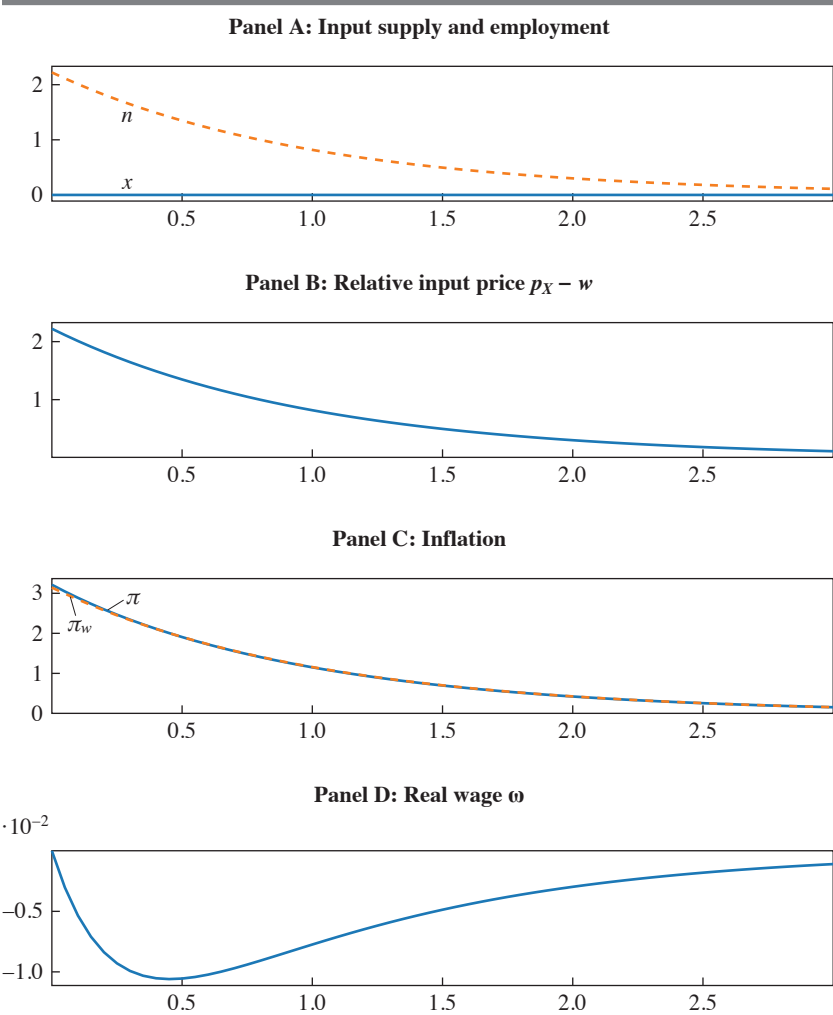 Panel A: Input supply and employment
2
n
1
x
0
0.5 1.0 1.5 2.0 2.5
Panel B: Relative input price pX − w
2
1
0.5 1.0 1.5 2.0 2.5
Panel C: Inflation
3
π
πw
2
1
0
0.5 1.0 1.5 2.0 2.5
Panel D: Real wage ω
·10−2
−0.5
−1.0
0.5 1.0 1.5 2.0 2.5